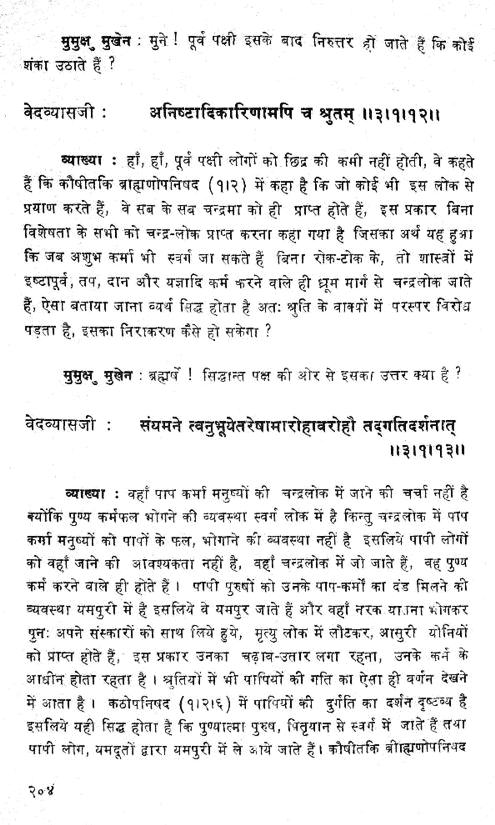 मुमुक्षु मुखेन : मुने ! पूर्व पक्षी इसके बाद निरुत्तर हो जाते हैं कि कोई
शंका उठाते हैं ?
वेदव्यासजी : अनिष्टादिकारिणामपि च श्रुतम् ॥३।१।१२॥
व्याख्या : हाँ, हाँ, पूर्व पक्षी लोगों को छिद्र की कमी नहीं होती, वे कहते
हैं कि कौषीतकि ब्राह्मणोपनिषद (१।२) में कहा है कि जो कोई भी इस लोक से
प्रयाण करते हैं, वे सब के सब चन्द्रमा को ही प्राप्त होते हैं, इस प्रकार बिना
विशेषता के सभी को चन्द्र-लोक प्राप्त करना कहा गया है जिसका अर्थ यह हुआ
कि जब अशुभ कर्मा भी स्वर्ग जा सकते हैं बिना रोक-टोक के, तो शास्त्रों में
इष्टापूर्व, तप, दान और यज्ञादि कर्म करने वाले ही धूम मार्ग से चन्द्रलोक जाते
हैं, ऐसा बताया जाना व्यर्थ सिद्ध होता है अतः श्रुति के वाक्यों में परस्पर विरोध
पड़ता है, इसका निराकरण कैसे हो सकेगा ?
मुमुक्षु मुखेन : ब्रह्मर्षे ! सिद्धान्त पक्ष की ओर से इसका उत्तर क्या है ?
वेदव्यासजी : संयमने त्वनुभूयेतरेषामारोहावरोहौ तद्गतिदर्शनात्
॥३।१।१३॥
व्याख्या : वहाँ पाप कर्मा मनुष्यों की चन्द्रलोक में जाने की चर्चा नहीं है
क्योंकि पुण्य कर्मफल भोगने की व्यवस्था स्वर्ग लोक में है किन्तु चन्द्रलोक में पाप
कर्मा मनुष्यों को पापों के फल, भोगाने की व्यवस्था नहीं है इसलिये पापी लोगों
को वहाँ जाने की आवश्यकता नहीं है, वहाँ चन्द्रलोक में जो जाते हैं, वह पुण्य
कर्म करने बाले ही होते हैं । पापी पुरुषों को उनके पाप-कर्मों का दंड मिलने की
व्यवस्था यमपुरी में है इसलिये वे यमपुर जाते हैं और वहाँ नरक यातना भोगकर
पुनः अपने संस्कारों को साथ लिये हुये, मृत्यु लोक में लौटकर, आसुरी योनियों
को प्राप्त होते हैं, इस प्रकार उनका चढ़ाव-उतार लगा रहना, उनके कर्म के
आधीन होता रहता है । श्रुतियों में भी पापियों की गति का ऐसा ही वर्णन देखने
में आता है । कठोपनिषद (१।२।६) में पापियों की दुर्गति का दर्शन दृष्टव्य है
इसलिये यही सिद्ध होता है कि पुण्यात्मा पुरुष, पितृयान से स्वर्ग में जाते हैं तथा
पापी लोग, यमदूतों द्वारा यमपुरी में ले आये जाते हैं । कौषीतकि ब्रीह्मणोपनिषद
२०४